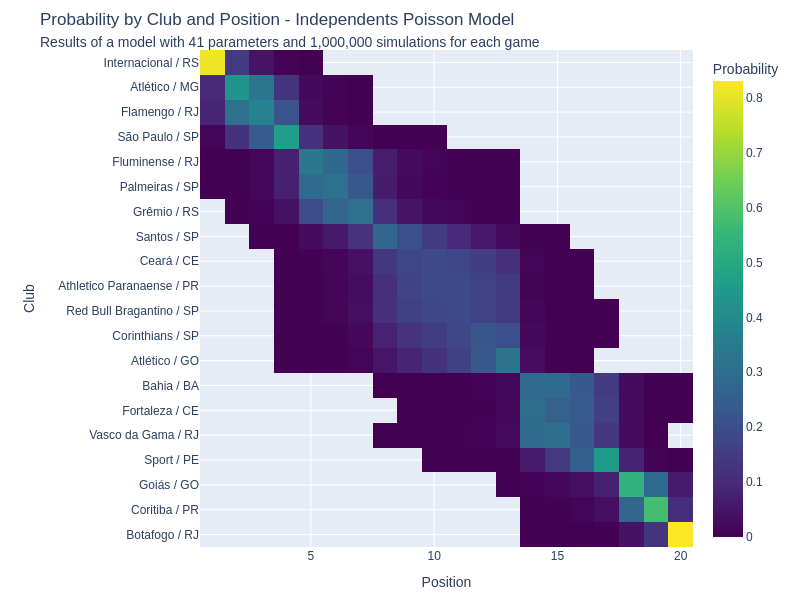 Probability by Club and Position - Independents Poisson Model
Results of a model with 41 parameters and 1,000,000 simulations for each game
Probability
Club
Internacional / RS
Atlético / MG
Flamengo / RJ
São Paulo / SP
Fluminense / RJ
Palmeiras / SP
Grêmio / RS
Santos / SP
Ceará / CE
Athletico Paranaense / PR
Red Bull Bragantino / SP
Corinthians / SP
Atlético / GO
Bahia / BA
Fortaleza / CE
Vasco da Gama / RJ
Sport / PE
Goiás / GO
Coritiba / PR
Botafogo / RJ
0.8
0.7
0.6
0.5
0.4
0.3
0.2
0.1
0
5 10 15 20
Position